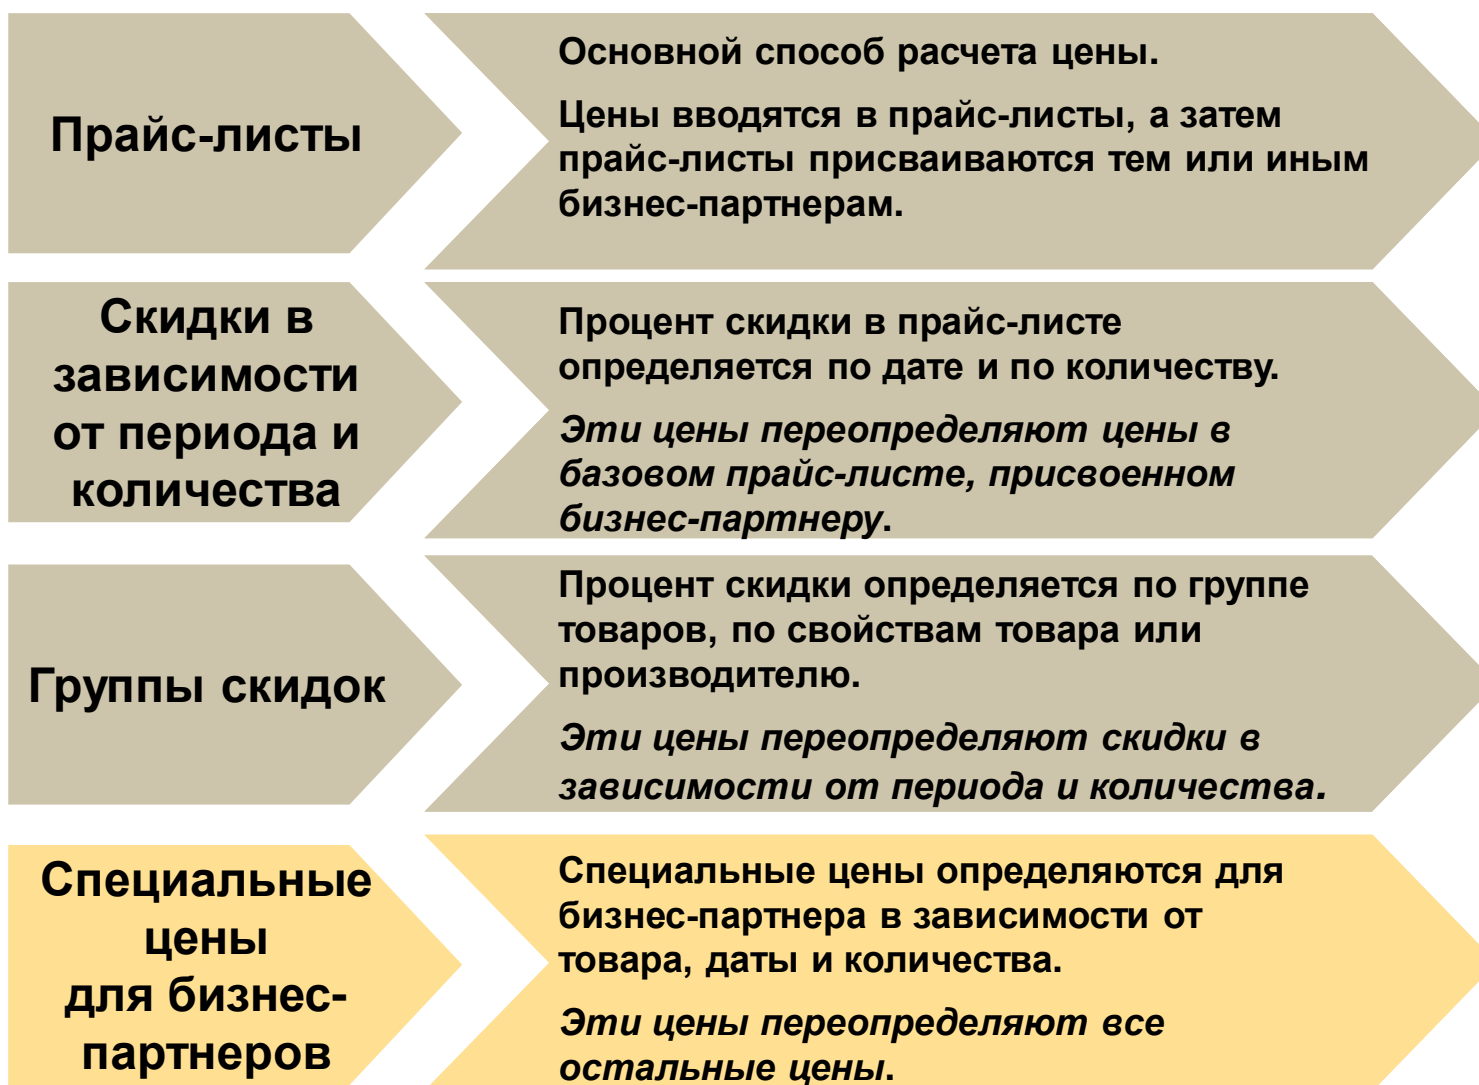 Прайс-листы
Основной способ расчета цены.
Цены вводятся в прайс-листы, а затем
прайс-листы присваиваются тем или иным
бизнес-партнерам.
Скидки в
зависимости
от периода и
количества
Процент скидки в прайс-листе
определяется по дате и по количеству.
Эти цены переопределяют цены в
базовом прайс-листе, присвоенном
бизнес-партнеру.
Группы скидок
Процент скидки определяется по группе
товаров, по свойствам товара или
производителю.
Эти цены переопределяют скидки в
зависимости от периода и количества.
Специальные
цены
для бизнес-
партнеров
Специальные цены определяются для
бизнес-партнера в зависимости от
товара, даты и количества.
Эти цены переопределяют все
остальные цены.